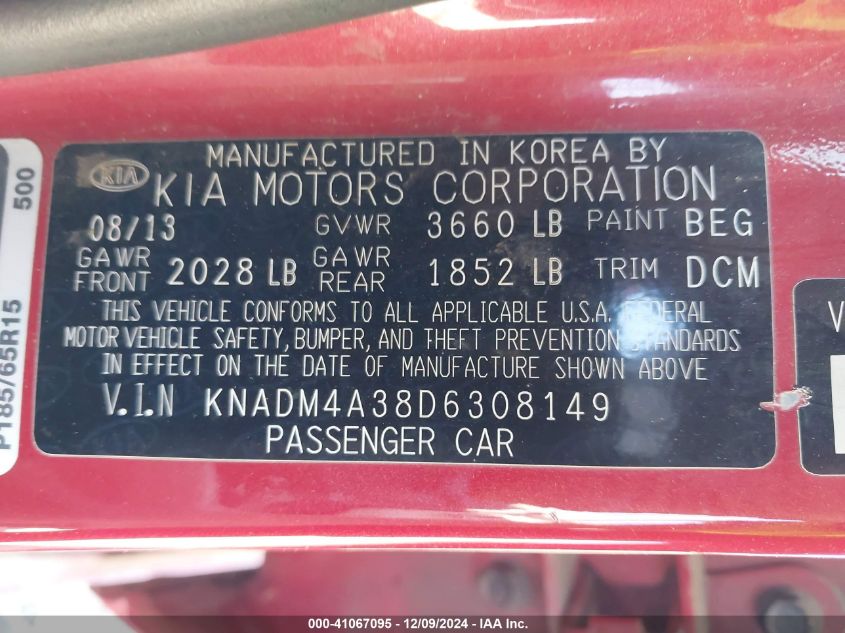 MANUFACTURED IN KOREA BY
KIA KIA MOTORS CORPORATION
08/13 GVWR 3660 LB PAINT BEG
GAWR FRONT 2028 LB GAWR REAR 1852 LB TRIM DCM
THIS VEHICLE CONFORMS TO ALL APPLICABLE U.S.A. FEDERAL
MOTOR VEHICLE SAFETY, BUMPER, AND THEFT PREVENTION STANDARDS
IN EFFECT ON THE DATE OF MANUFACTURE SHOWN ABOVE
V.I.N KNADM4A38D6308149
PASSENGER CAR
500
P185/65R15
V
000-41067095 - 12/09/2024 - IAA Inc.